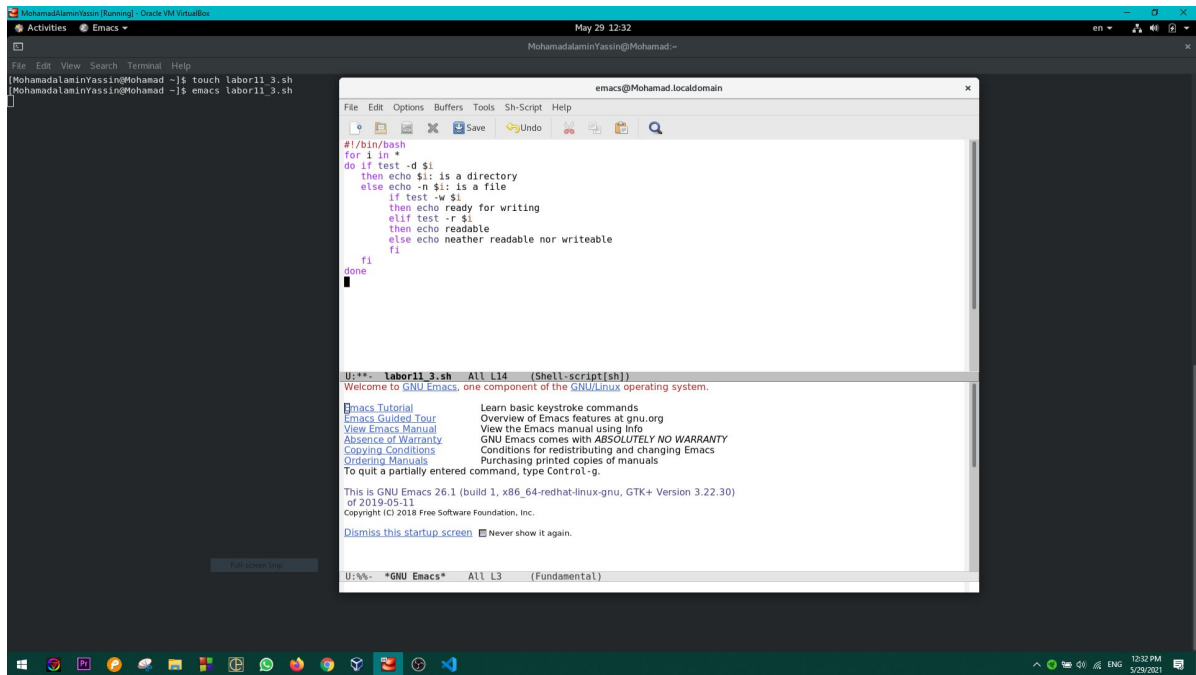 MohamadAlaminYassin [Running] - Oracle VM VirtualBox
Activities Emacs May 29 12:32 en
MohamadalaminYassin@Mohamad:~
File Edit View Search Terminal Help
[MohamadalaminYassin@Mohamad ~]$ touch labor11_3.sh
[MohamadalaminYassin@Mohamad ~]$ emacs labor11_3.sh
emacs@Mohamad.localdomain
File Edit Options Buffers Tools Sh-Script Help
Save Undo
#!/bin/bash
for i in *
do if test -d $i
then echo $i: is a directory
else echo -n $i: is a file
if test -w $i
then echo ready for writing
elif test -r $i
then echo readable
else echo neather readable nor writeable
fi
fi
done
U:**- labor11_3.sh All L14 (Shell-script[sh])
Welcome to GNU Emacs, one component of the GNU/Linux operating system.
Emacs Tutorial Learn basic keystroke commands
Emacs Guided Tour Overview of Emacs features at gnu.org
View Emacs Manual View the Emacs manual using Info
Absence of Warranty GNU Emacs comes with ABSOLUTELY NO WARRANTY
Copying Conditions Conditions for redistributing and changing Emacs
Ordering Manuals Purchasing printed copies of manuals
To quit a partially entered command, type Control-g.
This is GNU Emacs 26.1 (build 1, x86_64-redhat-linux-gnu, GTK+ Version 3.22.30)
of 2019-05-11
Copyright (C) 2018 Free Software Foundation, Inc.
Dismiss this startup screen Never show it again.
Full-screen Snip
U:%%- *GNU Emacs* All L3 (Fundamental)
Pr
ENG 12:32 PM
5/29/2021